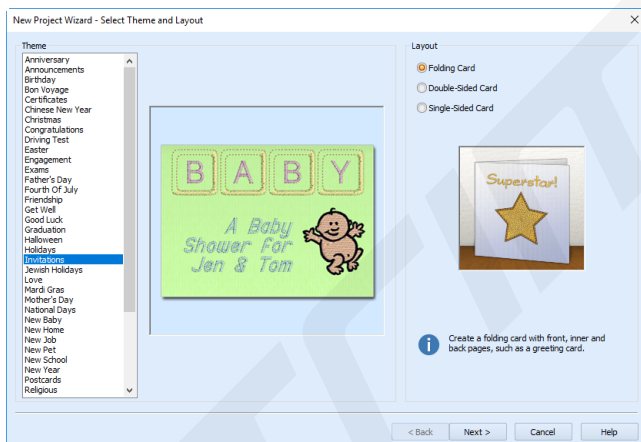 New Project Wizard - Select Theme and Layout
Theme
Anniversary
Announcements
Birthday
Bon Voyage
Certificates
Chinese New Year
Christmas
Congratulations
Driving Test
Easter
Engagement
Exams
Father's Day
Fourth Of July
Friendship
Get Well
Good Luck
Graduation
Halloween
Holidays
Invitations
Jewish Holidays
Love
Mardi Gras
Mother's Day
National Days
New Baby
New Home
New Job
New Pet
New School
New Year
Postcards
Religious
BABY
A Baby
Shower for
Jen & Tom
Layout
Folding Card
Double-Sided Card
Single-Sided Card
Superstar!
Create a folding card with front, inner and
back pages, such as a greeting card.
< Back
Next >
Cancel
Help